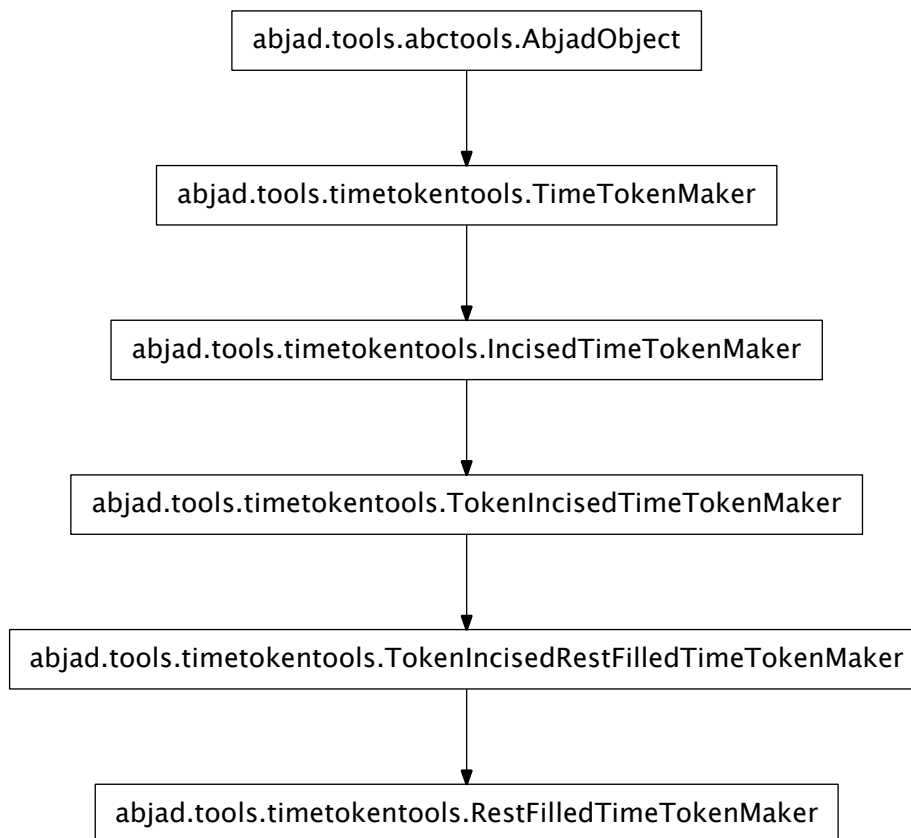 abjad.tools.abctools.AbjadObject
abjad.tools.timetokentools.TimeTokenMaker
abjad.tools.timetokentools.IncisedTimeTokenMaker
abjad.tools.timetokentools.TokenIncisedTimeTokenMaker
abjad.tools.timetokentools.TokenIncisedRestFilledTimeTokenMaker
abjad.tools.timetokentools.RestFilledTimeTokenMaker